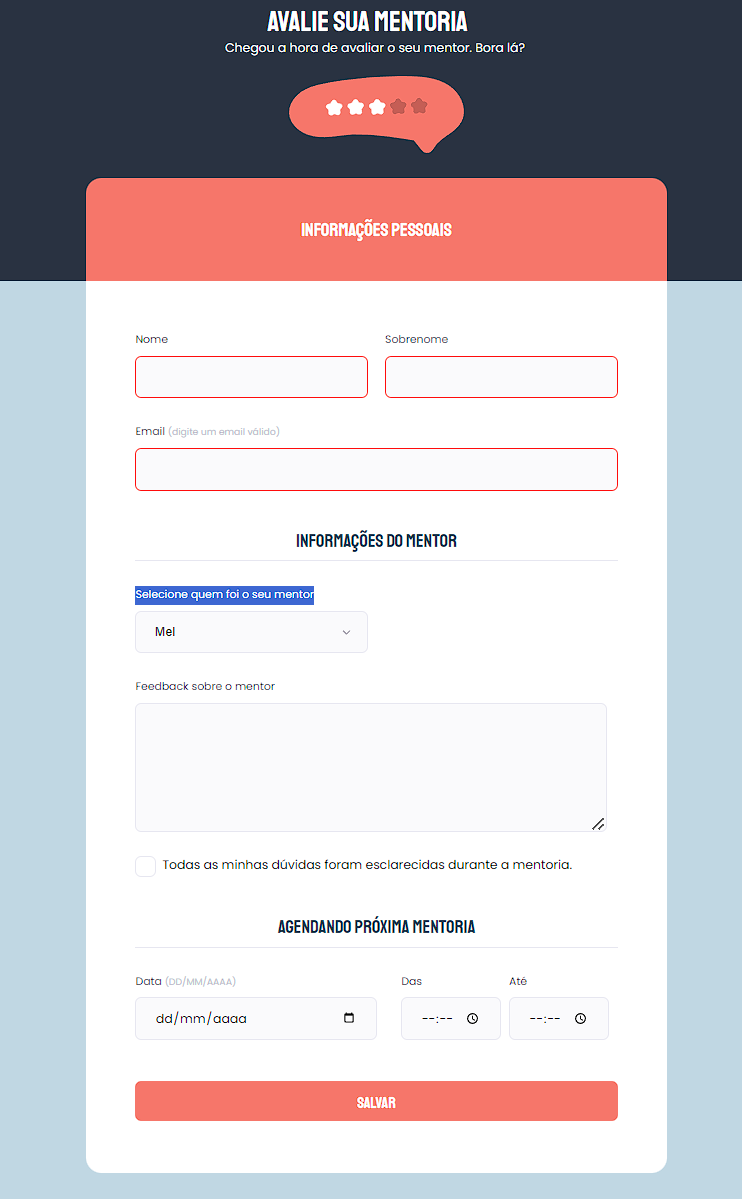 AVALIE SUA MENTORIA
Chegou a hora de avaliar o seu mentor. Bora lá?
INFORMAÇÕES PESSOAIS
Nome Sobrenome
Email (digite um email válido)
INFORMAÇÕES DO MENTOR
Selecione quem foi o seu mentor
Mel
Feedback sobre o mentor
Todas as minhas dúvidas foram esclarecidas durante a mentoria.
AGENDANDO PRÓXIMA MENTORIA
Data (DD/MM/AAAA) Das Até
dd/mm/aaaa --:-- --:--
SALVAR